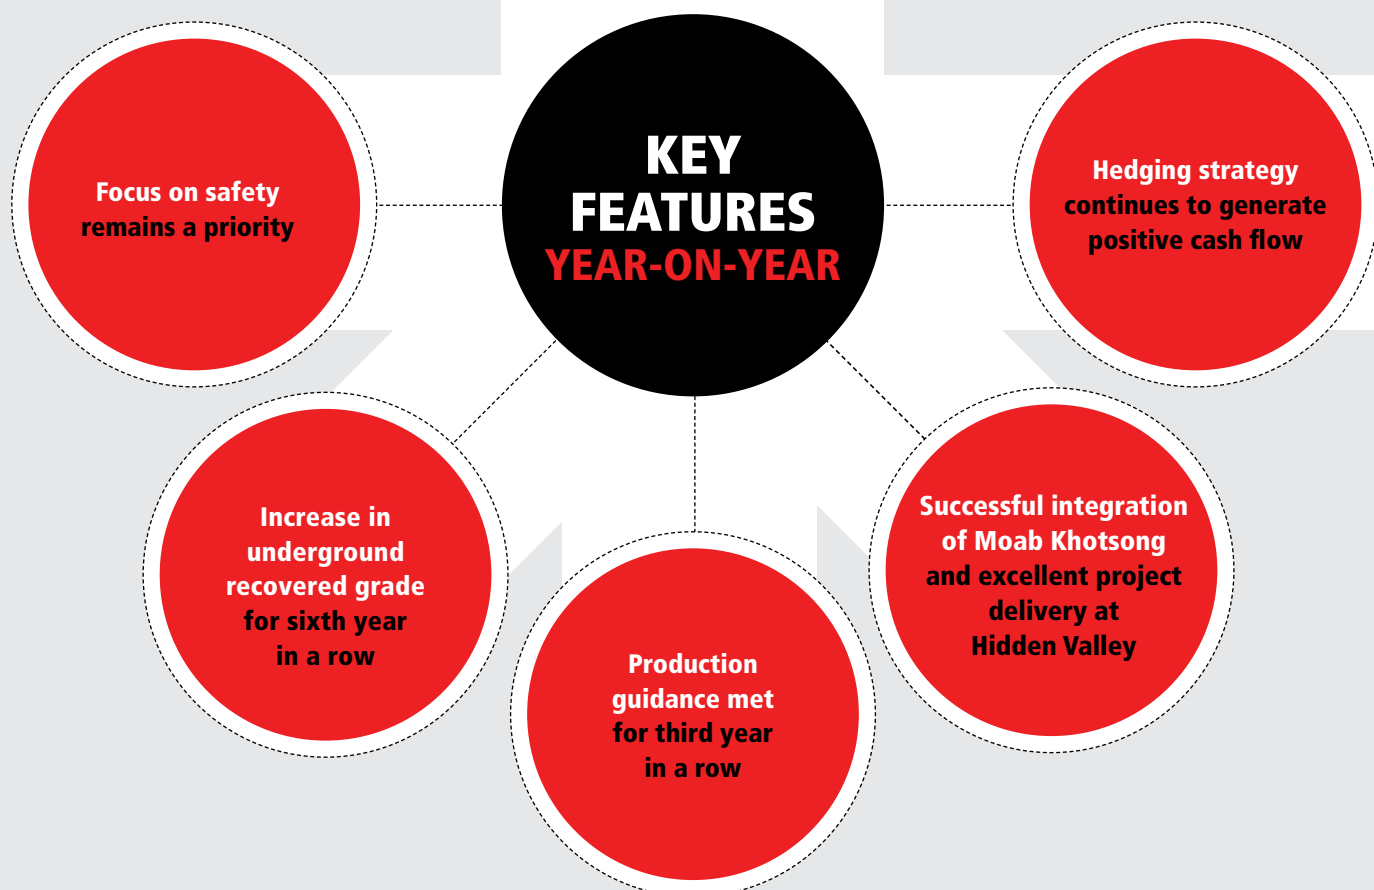 KEY
FEATURES
YEAR-ON-YEAR
Focus on safety
remains a priority
Increase in
underground
recovered grade
for sixth year
in a row
Production
guidance met
for third year
in a row
Successful integration
of Moab Khotsong
and excellent project
delivery at
Hidden Valley
Hedging strategy
continues to generate
positive cash flow